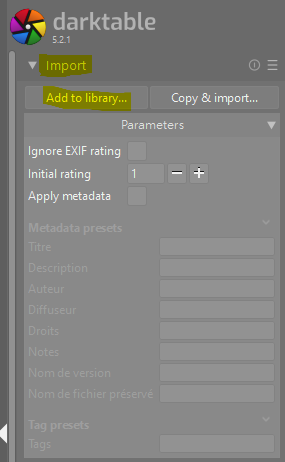 darktable
5.2.1
Import
Add to library... Copy & import...
Parameters
Ignore EXIF rating
Initial rating 1
Apply metadata
Metadata presets
Titre
Description
Auteur
Diffuseur
Droits
Notes
Nom de version
Nom de fichier préservé
Tag presets
Tags